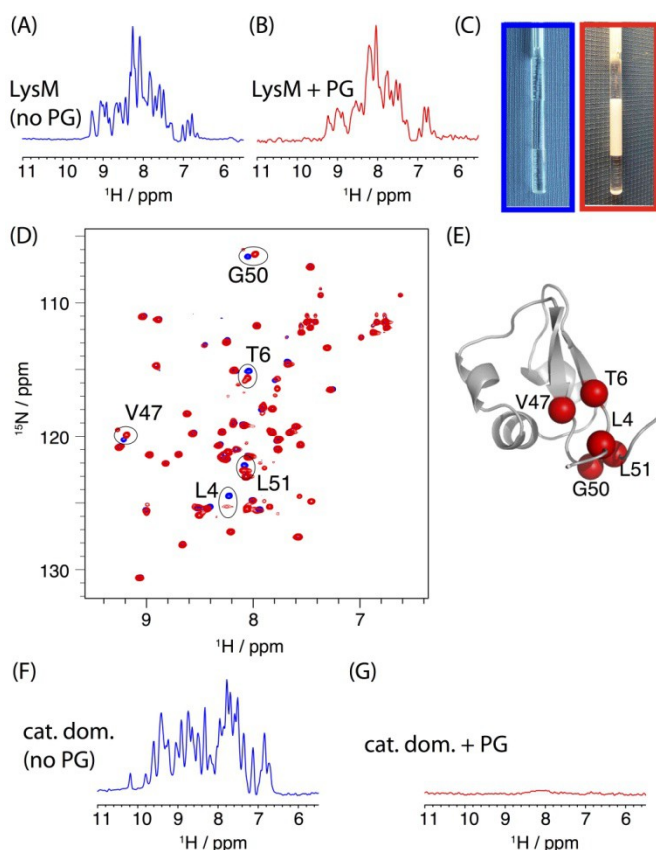 (A)
(B)
(C)
LysM
(no PG)
LysM + PG
11 10 9 8 7 6
¹H / ppm
11 10 9 8 7 6
¹H / ppm
(D)
(E)
G50
110
T6
¹⁵N / ppm
V47
120
L51
L4
130
9 8 7
¹H / ppm
T6
V47
L4
L51
G50
(F)
(G)
cat. dom.
(no PG)
cat. dom. + PG
11 10 9 8 7 6
¹H / ppm
11 10 9 8 7 6
¹H / ppm